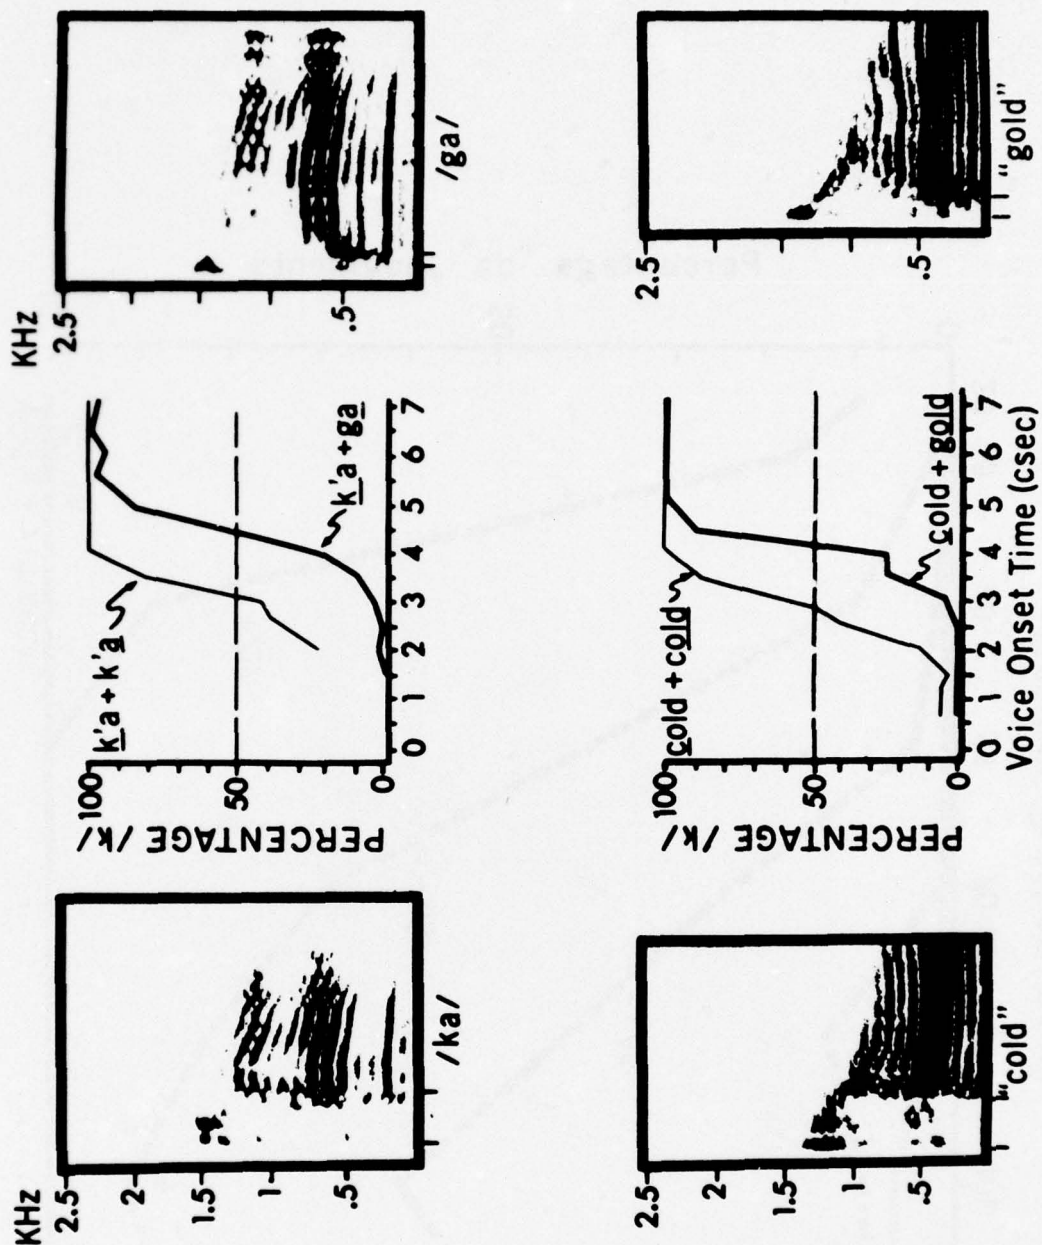 KHz
2.5
2
1.5
1
.5
/ka/
PERCENTAGE /k/
100
50
0
k'a + k'a
k'a + ga
0 1 2 3 4 5 6 7
KHz
2.5
.5
/ga/
2.5
2
1.5
1
.5
"cold"
PERCENTAGE /k/
100
50
0
cold + cold
cold + gold
0 1 2 3 4 5 6 7
Voice Onset Time (csec)
2.5
.5
"gold"